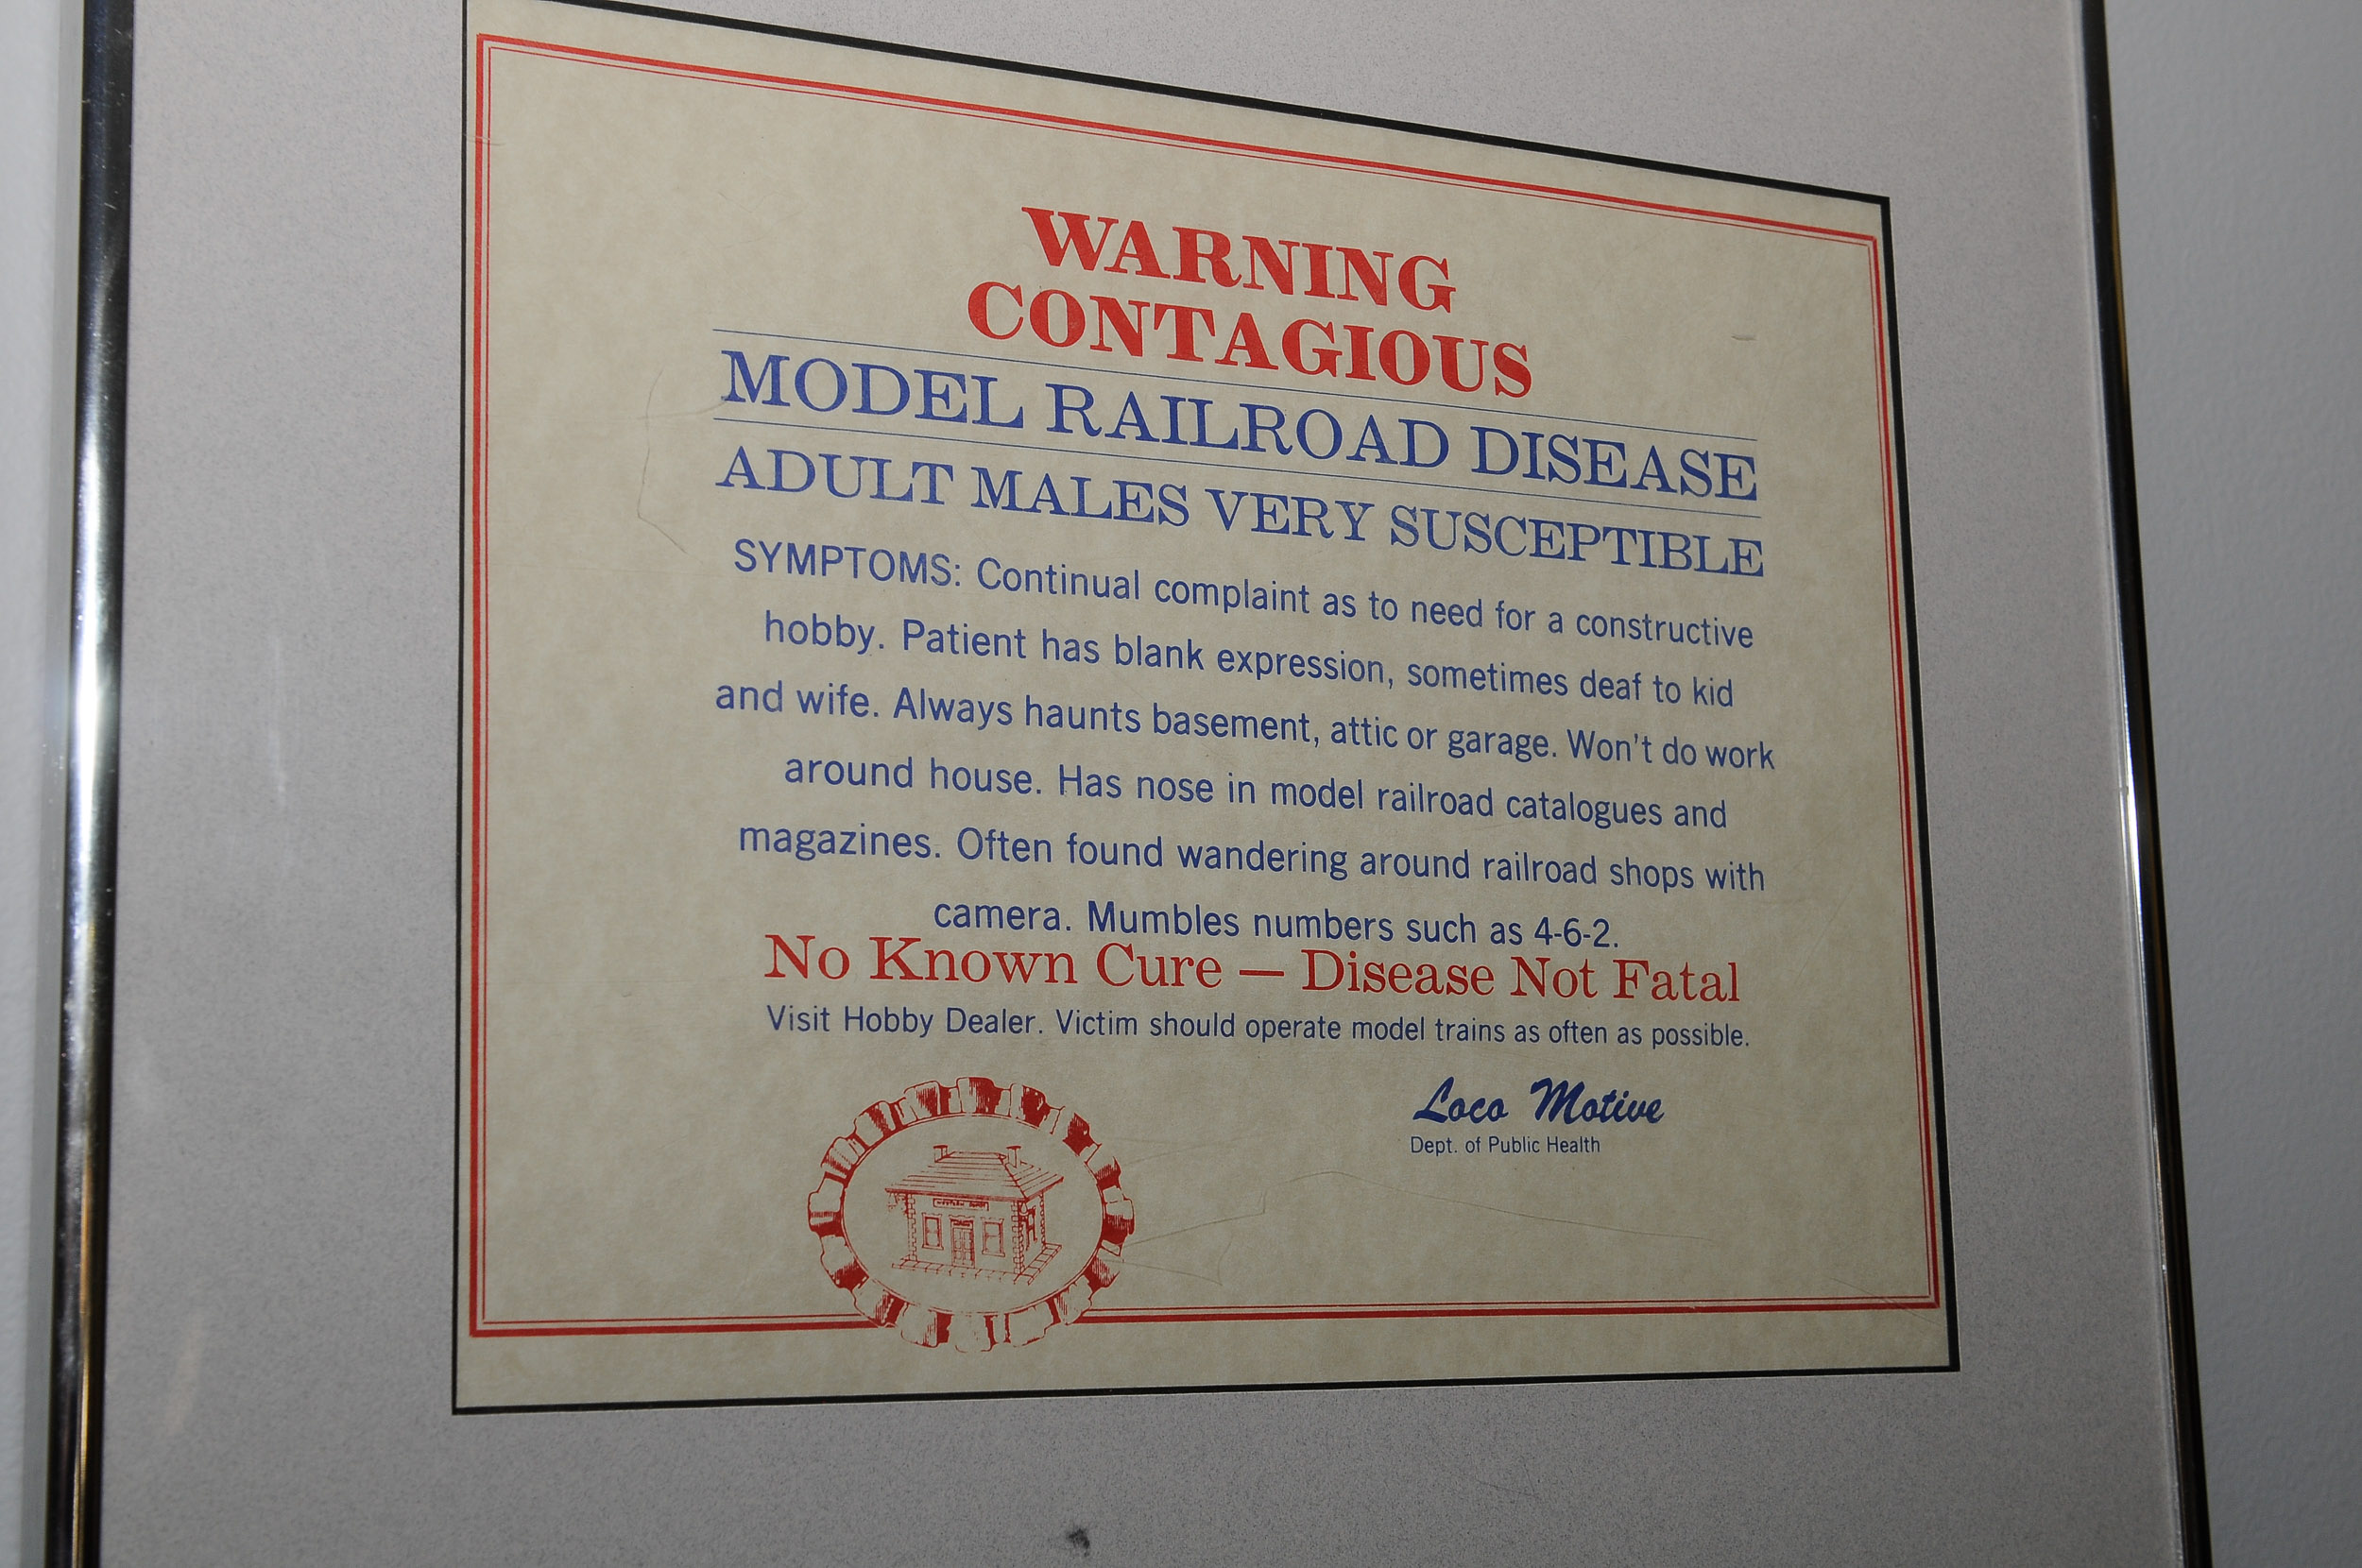 WARNING
CONTAGIOUS
MODEL RAILROAD DISEASE
ADULT MALES VERY SUSCEPTIBLE
SYMPTOMS: Continual complaint as to need for a constructive
hobby. Patient has blank expression, sometimes deaf to kid
and wife. Always haunts basement, attic or garage. Won't do work
around house. Has nose in model railroad catalogues and
magazines. Often found wandering around railroad shops with
camera. Mumbles numbers such as 4-6-2.
No Known Cure — Disease Not Fatal
Visit Hobby Dealer. Victim should operate model trains as often as possible.
Loco Motive
Dept. of Public Health